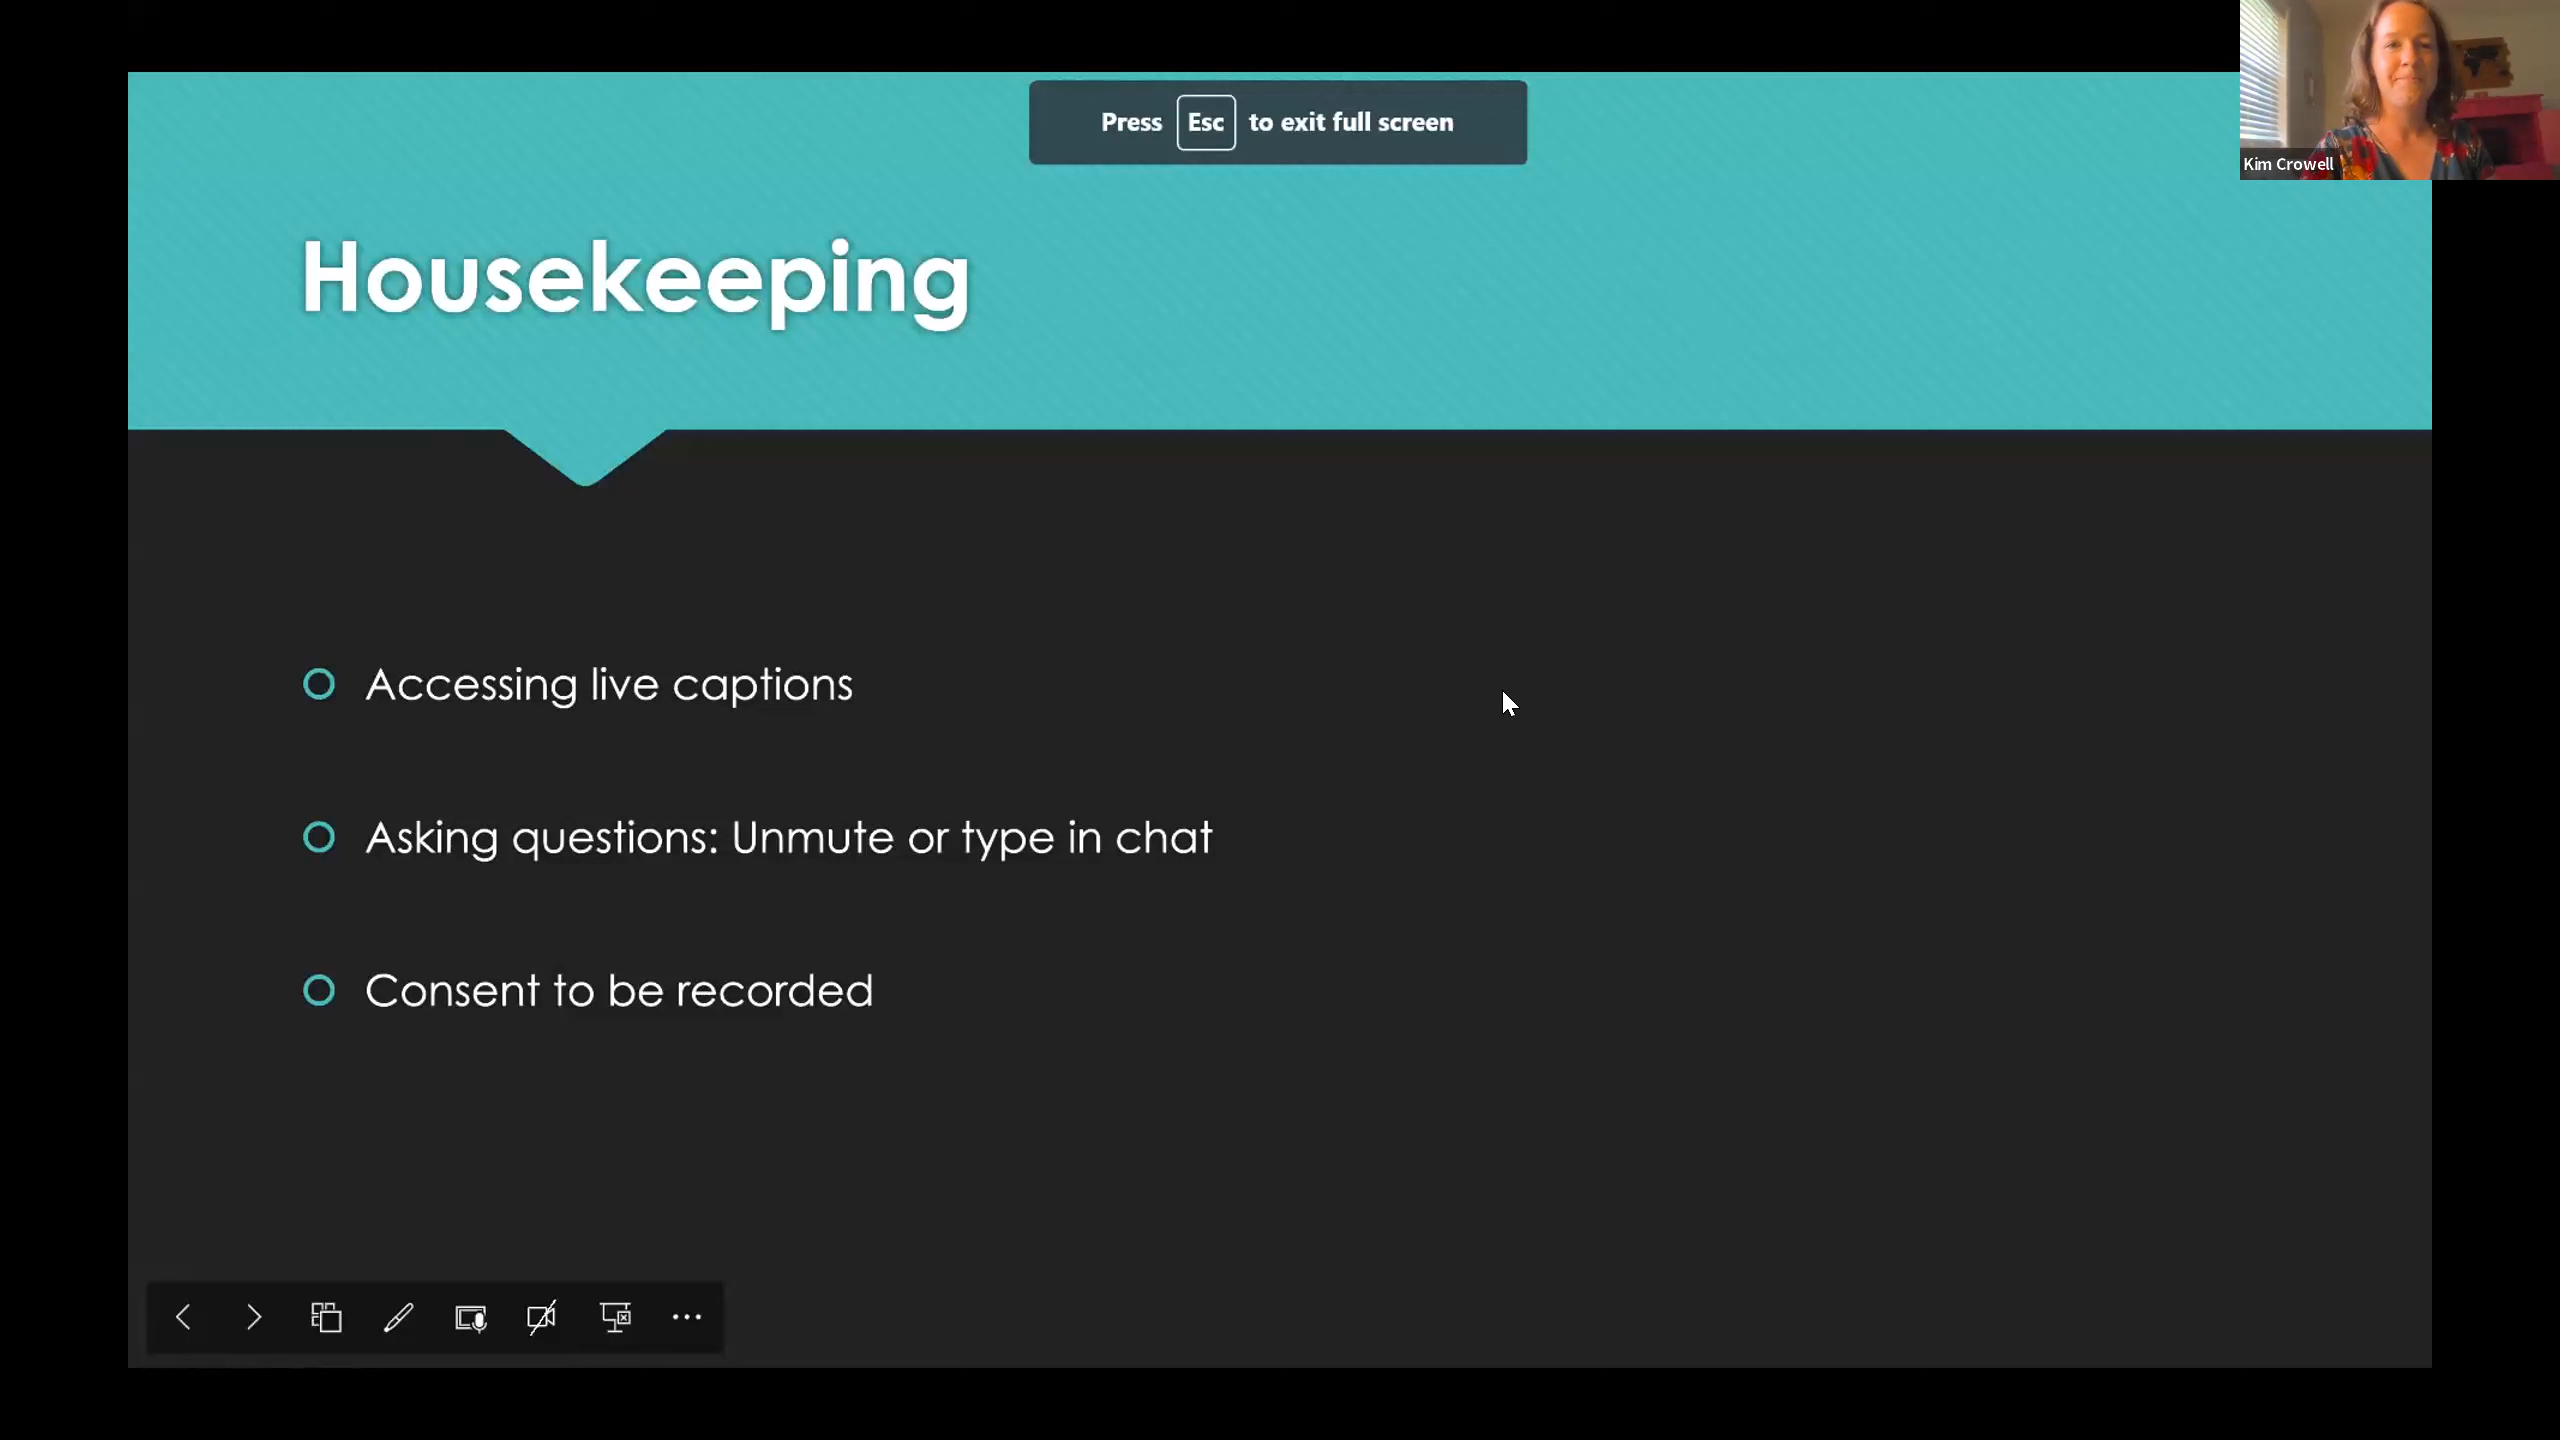 Press Esc to exit full screen
Kim Crowell
Housekeeping
Accessing live captions
Asking questions: Unmute or type in chat
Consent to be recorded